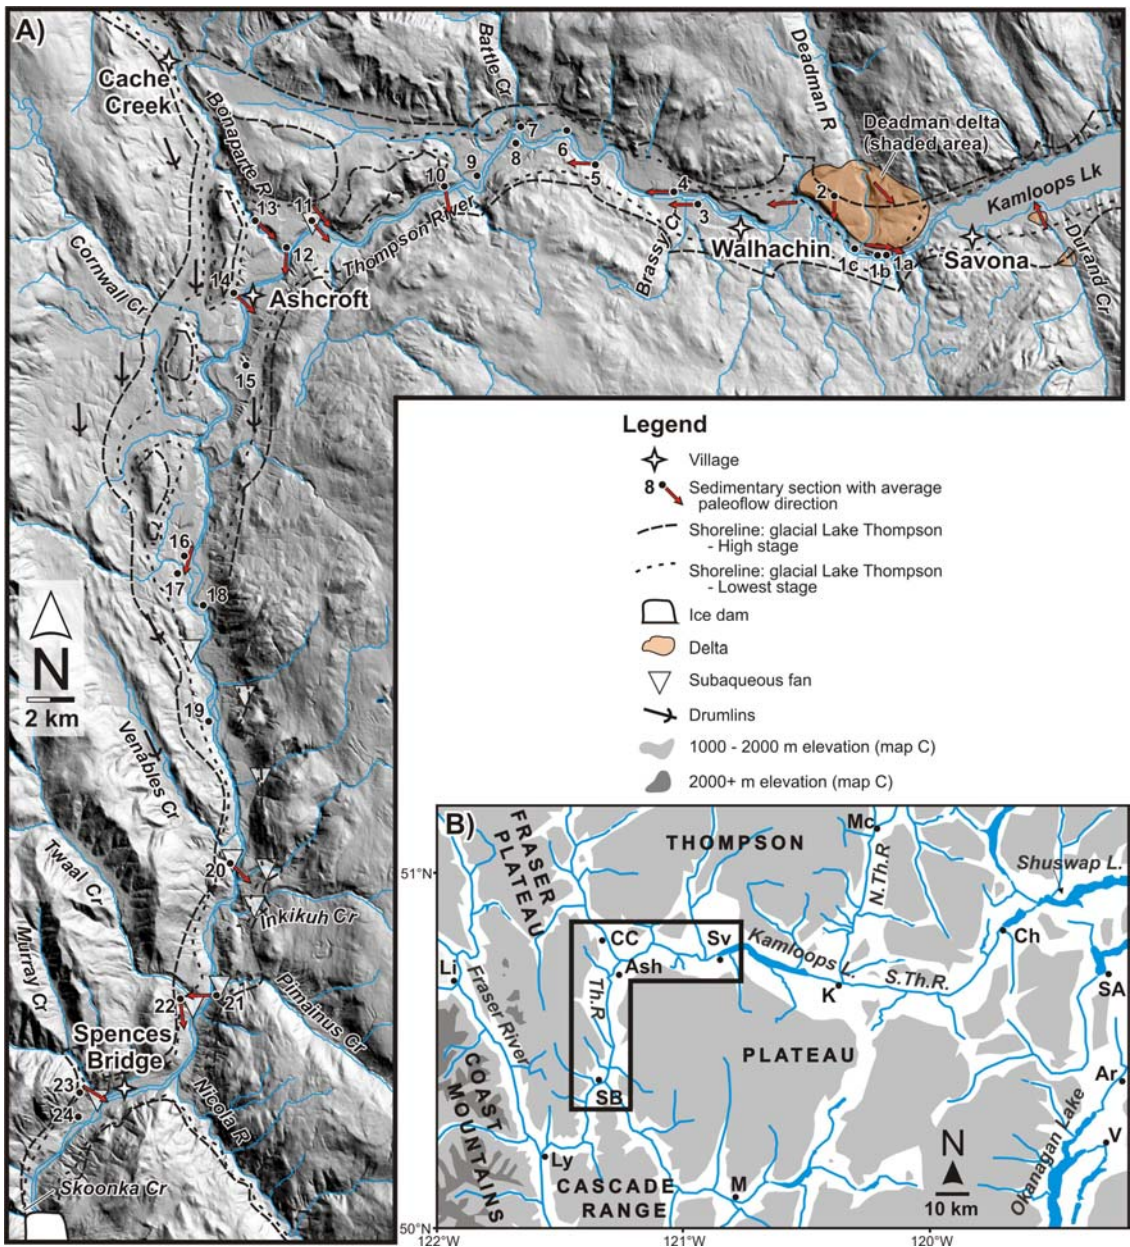 A)
Cache
Creek
Bonaparte R
Battle Cr
Deadman R
Deadman delta
(shaded area)
Kamloops Lk
7
6
8
5
9
10
4
3
2
11
13
12
14
Thompson River
Brassy Cr
Walhachin
1c
1b
1a
Savona
Durand Cr
Cornwall Cr
Ashcroft
15
16
17
18
N
2 km
19
Venables Cr
20
Inkikuh Cr
Twaal Cr
Murray Cr
Pimainus Cr
21
22
Spences
Bridge
23
24
Nicola R
Skoonka Cr
Legend
Village
8 Sedimentary section with average
paleoflow direction
Shoreline: glacial Lake Thompson
- High stage
Shoreline: glacial Lake Thompson
- Lowest stage
Ice dam
Delta
Subaqueous fan
Drumlins
1000 - 2000 m elevation (map C)
2000+ m elevation (map C)
B)
FRASER
PLATEAU
THOMPSON
Mc
N.Th.R
Shuswap L.
51°N
CC
Sv
Kamloops L.
Ch
Li
Fraser River
Ash
Th.R
K
S.Th.R.
SA
PLATEAU
COAST
MOUNTAINS
SB
Ar
Okanagan Lake
V
Ly
CASCADE
RANGE
M
N
10 km
50°N
122°W
121°W
120°W